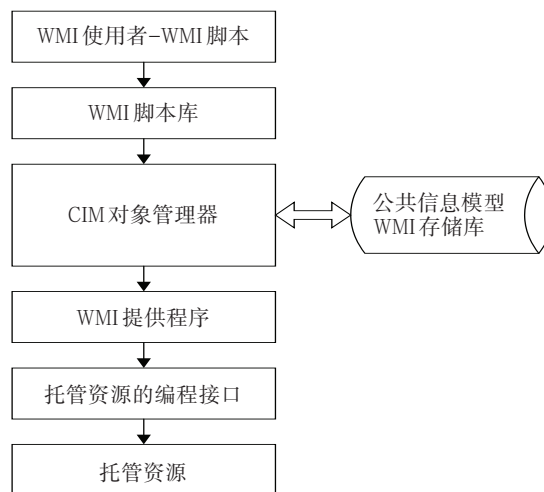 WMI 使用者–WMI 脚本
WMI 脚本库
CIM 对象管理器
公共信息模型
WMI 存储库
WMI 提供程序
托管资源的编程接口
托管资源